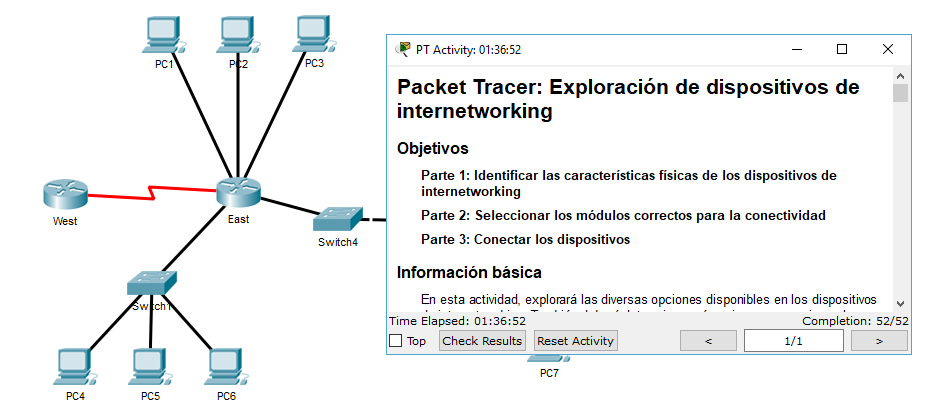 PC1
PC2
PC3
West
East
Switch4
Switch1
PC4
PC5
PC6
PT Activity: 01:36:52
Packet Tracer: Exploración de dispositivos de
internetworking
Objetivos
Parte 1: Identificar las características físicas de los dispositivos de
internetworking
Parte 2: Seleccionar los módulos correctos para la conectividad
Parte 3: Conectar los dispositivos
Información básica
En esta actividad, explorará las diversas opciones disponibles en los dispositivos
Time Elapsed: 01:36:52
Completion: 52/52
Top
Check Results
Reset Activity
<
1/1
>
PC7